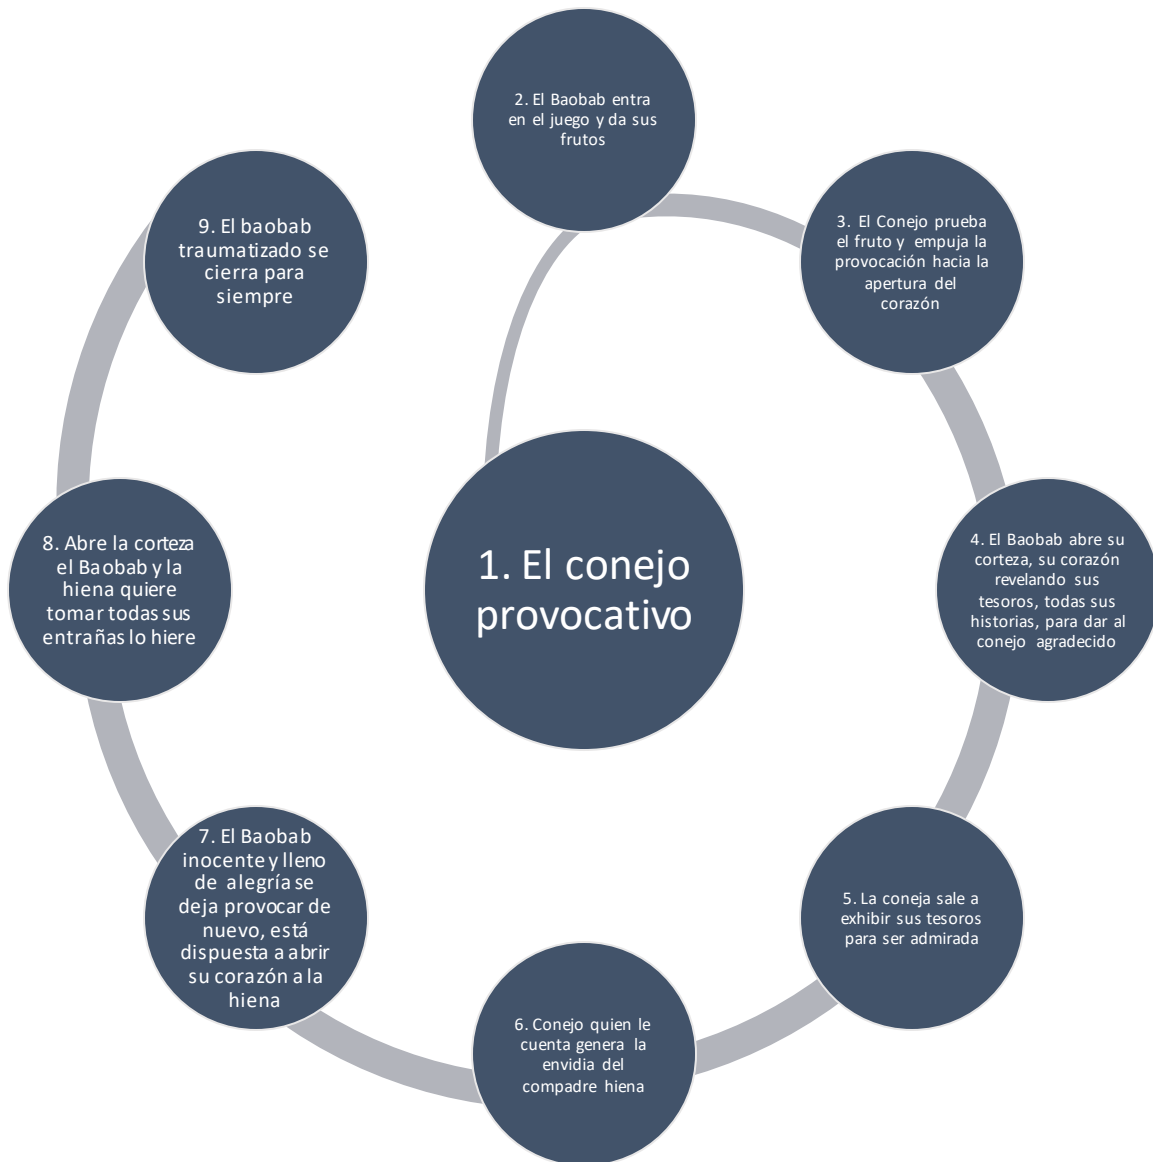 1. El conejo
provocativo
2. El Baobab entra
en el juego y da sus
frutos
3. El Conejo prueba
el fruto y empuja la
provocación hacia la
apertura del
corazón
4. El Baobab abre su
corteza, su corazón
revelando sus
tesoros, todas sus
historias, para dar al
conejo agradecido
5. La coneja sale a
exhibir sus tesoros
para ser admirada
6. Conejo quien le
cuenta genera la
envidia del
compadre hiena
7. El Baobab
inocente y lleno
de alegría se
deja provocar de
nuevo, está
dispuesta a abrir
su corazón a la
hiena
8. Abre la corteza
el Baobab y la
hiena quiere
tomar todas sus
entrañas lo hiere
9. El baobab
traumatizado se
cierra para
siempre